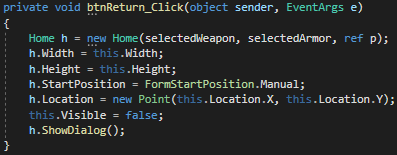 private void btnReturn_Click(object sender, EventArgs e)
{
Home h = new Home(selectedWeapon, selectedArmor, ref p);
h.Width = this.Width;
h.Height = this.Height;
h.StartPosition = FormStartPosition.Manual;
h.Location = new Point(this.Location.X, this.Location.Y);
this.Visible = false;
h.ShowDialog();
}